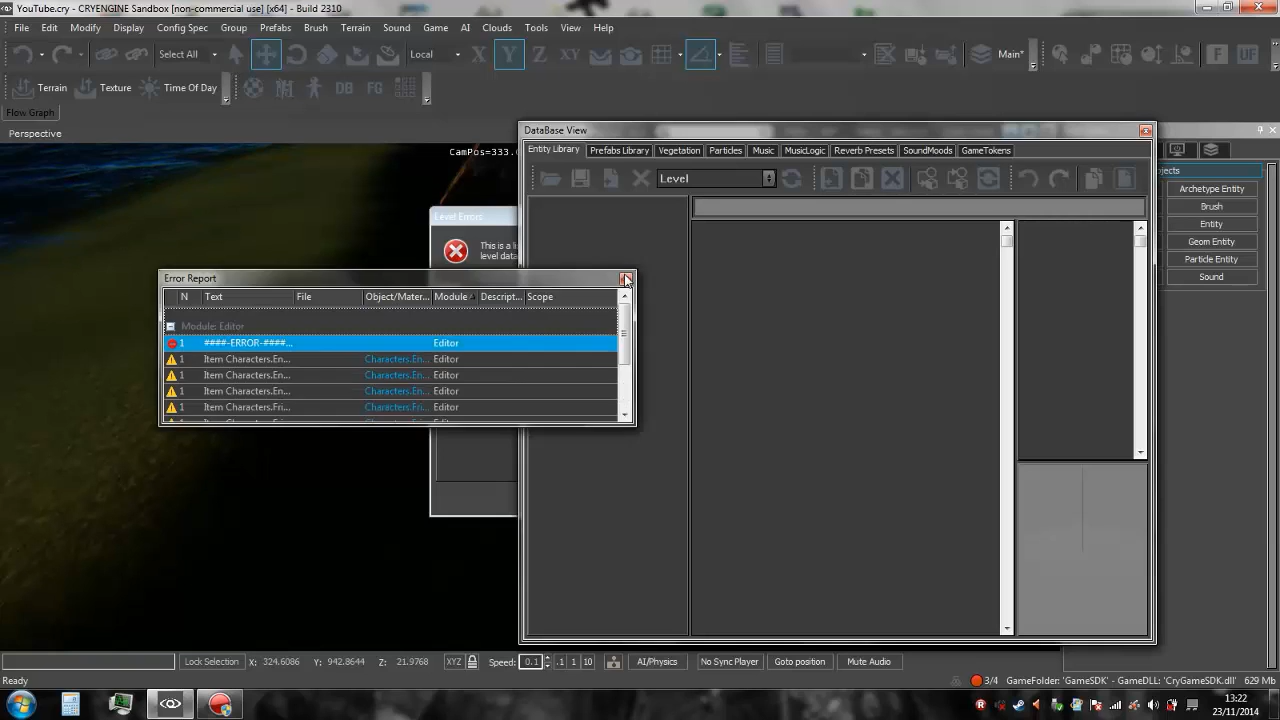 YouTube.cry - CRYENGINE Sandbox [non-commercial use] [x64] - Build 2310
File Edit Modify Display Config Spec Group Prefabs Brush Terrain Sound Game AI Clouds Tools View Help
Select All Local X Y Z XY Main*
Terrain Texture Time Of Day DB FG
Flow Graph
Perspective
CamPos=333.
DataBase View
Entity Library Prefabs Library Vegetation Particles Music MusicLogic Reverb Presets SoundMoods GameTokens
Level
jects
Archetype Entity
Brush
Entity
Geom Entity
Particle Entity
Sound
Level Errors
This is a li
level data
Error Report
N Text File Object/Mater... Module Descript... Scope
Module: Editor
1 ####-ERROR-####... Editor
1 Item Characters.En... Characters.En... Editor
1 Item Characters.En... Characters.En... Editor
1 Item Characters.En... Characters.En... Editor
1 Item Characters.Fri... Characters.Fri... Editor
Lock Selection X: 324.6086 Y: 942.8644 Z: 21.9768 XYZ Speed: 0.1 .1 1 10 AI/Physics No Sync Player Goto position Mute Audio
Ready 3/4 GameFolder: 'GameSDK' - GameDLL: 'CryGameSDK.dll' 629 Mb
13:22
23/11/2014